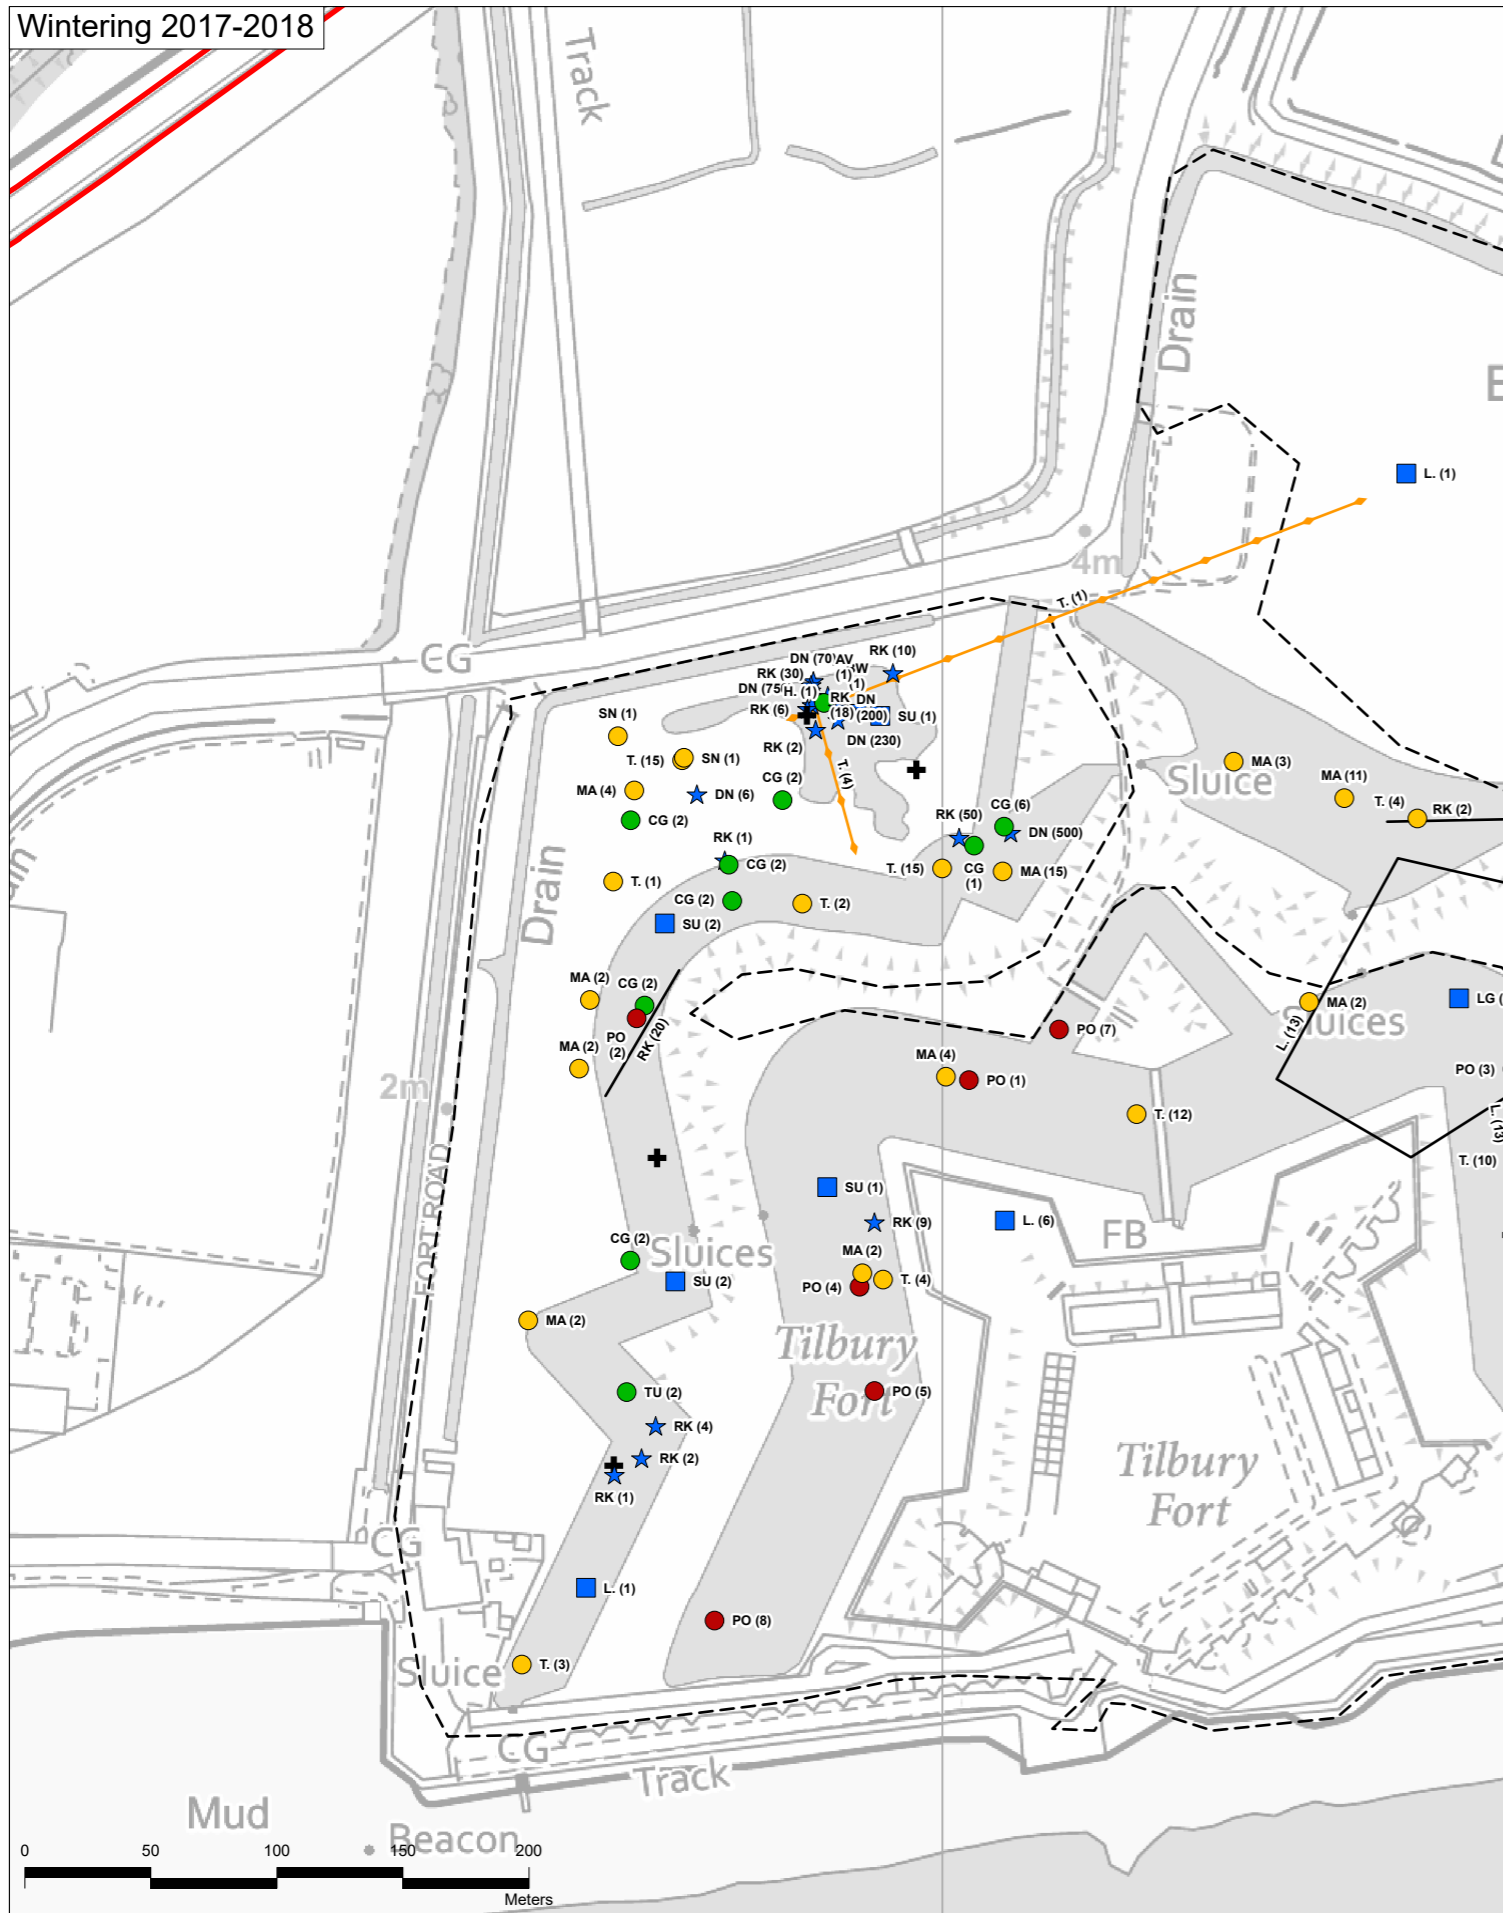 Wintering 2017-2018
Track
Drain
L. (1)
4m
T. (1)
CG
DN (70)
AV
(1)
RK (10)
RK (30)
H. (1)
RK
(18)
DN
(200)
SU (1)
RK (6)
DN (230)
RK (2)
T. (4)
SN (1)
T. (15)
SN (1)
MA (4)
DN (6)
CG (2)
CG (2)
MA (3)
Sluice
MA (11)
T. (4)
RK (2)
RK (50)
CG (6)
DN (500)
RK (1)
CG (2)
T. (15)
CG
(1)
MA (15)
T. (1)
Drain
CG (2)
T. (2)
SU (2)
MA (2)
CG (2)
PO
(2)
RK (20)
MA (2)
PO (7)
L. (13)
MA (2)
Sluices
MA (4)
PO (1)
PO (3)
2m
T. (12)
L. (13)
T. (10)
FORT ROAD
SU (1)
RK (9)
L. (6)
FB
CG (2)
Sluices
MA (2)
SU (2)
PO (4)
T. (4)
MA (2)
Tilbury
Fort
TU (2)
PO (5)
RK (4)
RK (2)
RK (1)
Tilbury
Fort
CG
L. (1)
PO (8)
T. (3)
Sluice
CG
Track
Mud
Beacon
0 50 100 150 200
Meters